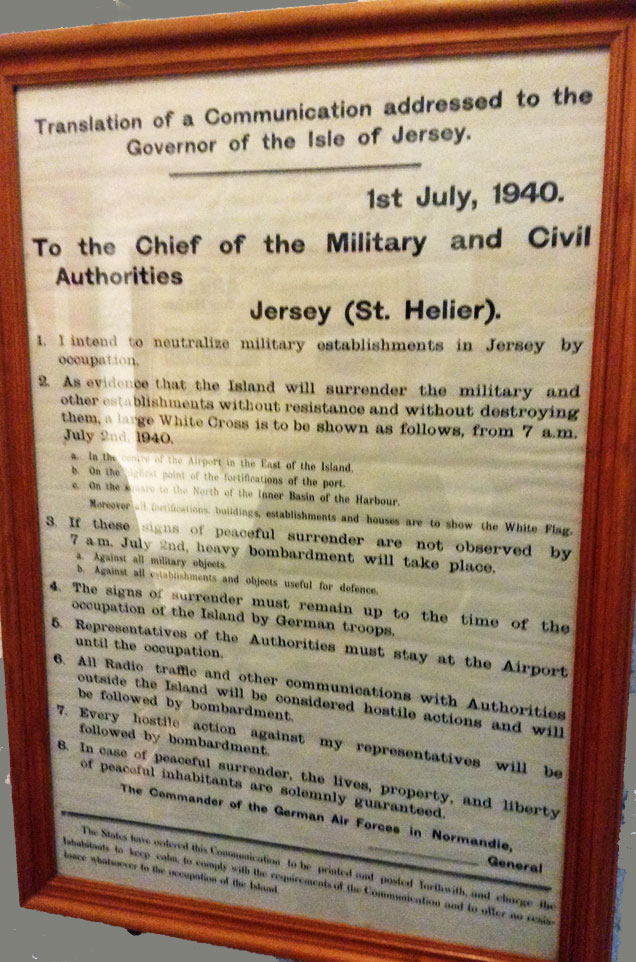 Translation of a Communication addressed to the
Governor of the Isle of Jersey.
1st July, 1940.
To the Chief of the Military and Civil
Authorities
Jersey (St. Helier).
1. I intend to neutralize military establishments in Jersey by
occupation.
2. As evidence that the Island will surrender the military and
other establishments without resistance and without destroying
them, a large White Cross is to be shown as follows, from 7 a.m.
July 2nd, 1940.
a. In the centre of the Airport in the East of the Island.
b. On the highest point of the fortifications of the port.
c. On the square to the North of the Inner Basin of the Harbour.
Moreover all fortifications, buildings, establishments and houses are to show the White Flag.
3. If these signs of peaceful surrender are not observed by
7 a.m. July 2nd, heavy bombardment will take place.
a. Against all military objects.
b. Against all establishments and objects useful for defence.
4. The signs of surrender must remain up to the time of the
occupation of the Island by German troops.
5. Representatives of the Authorities must stay at the Airport
until the occupation.
6. All Radio traffic and other communications with Authorities
outside the Island will be considered hostile actions and will
be followed by bombardment.
7. Every hostile action against my representatives will be
followed by bombardment.
8. In case of peaceful surrender, the lives, property, and liberty
of peaceful inhabitants are solemnly guaranteed.
The Commander of the German Air Forces in Normandie,
General
The States have ordered this Communication to be printed and posted forthwith, and charge the
Inhabitants to keep calm, to comply with the requirements of the Communication and to offer no resis-
tance whatsoever to the occupation of the Island.